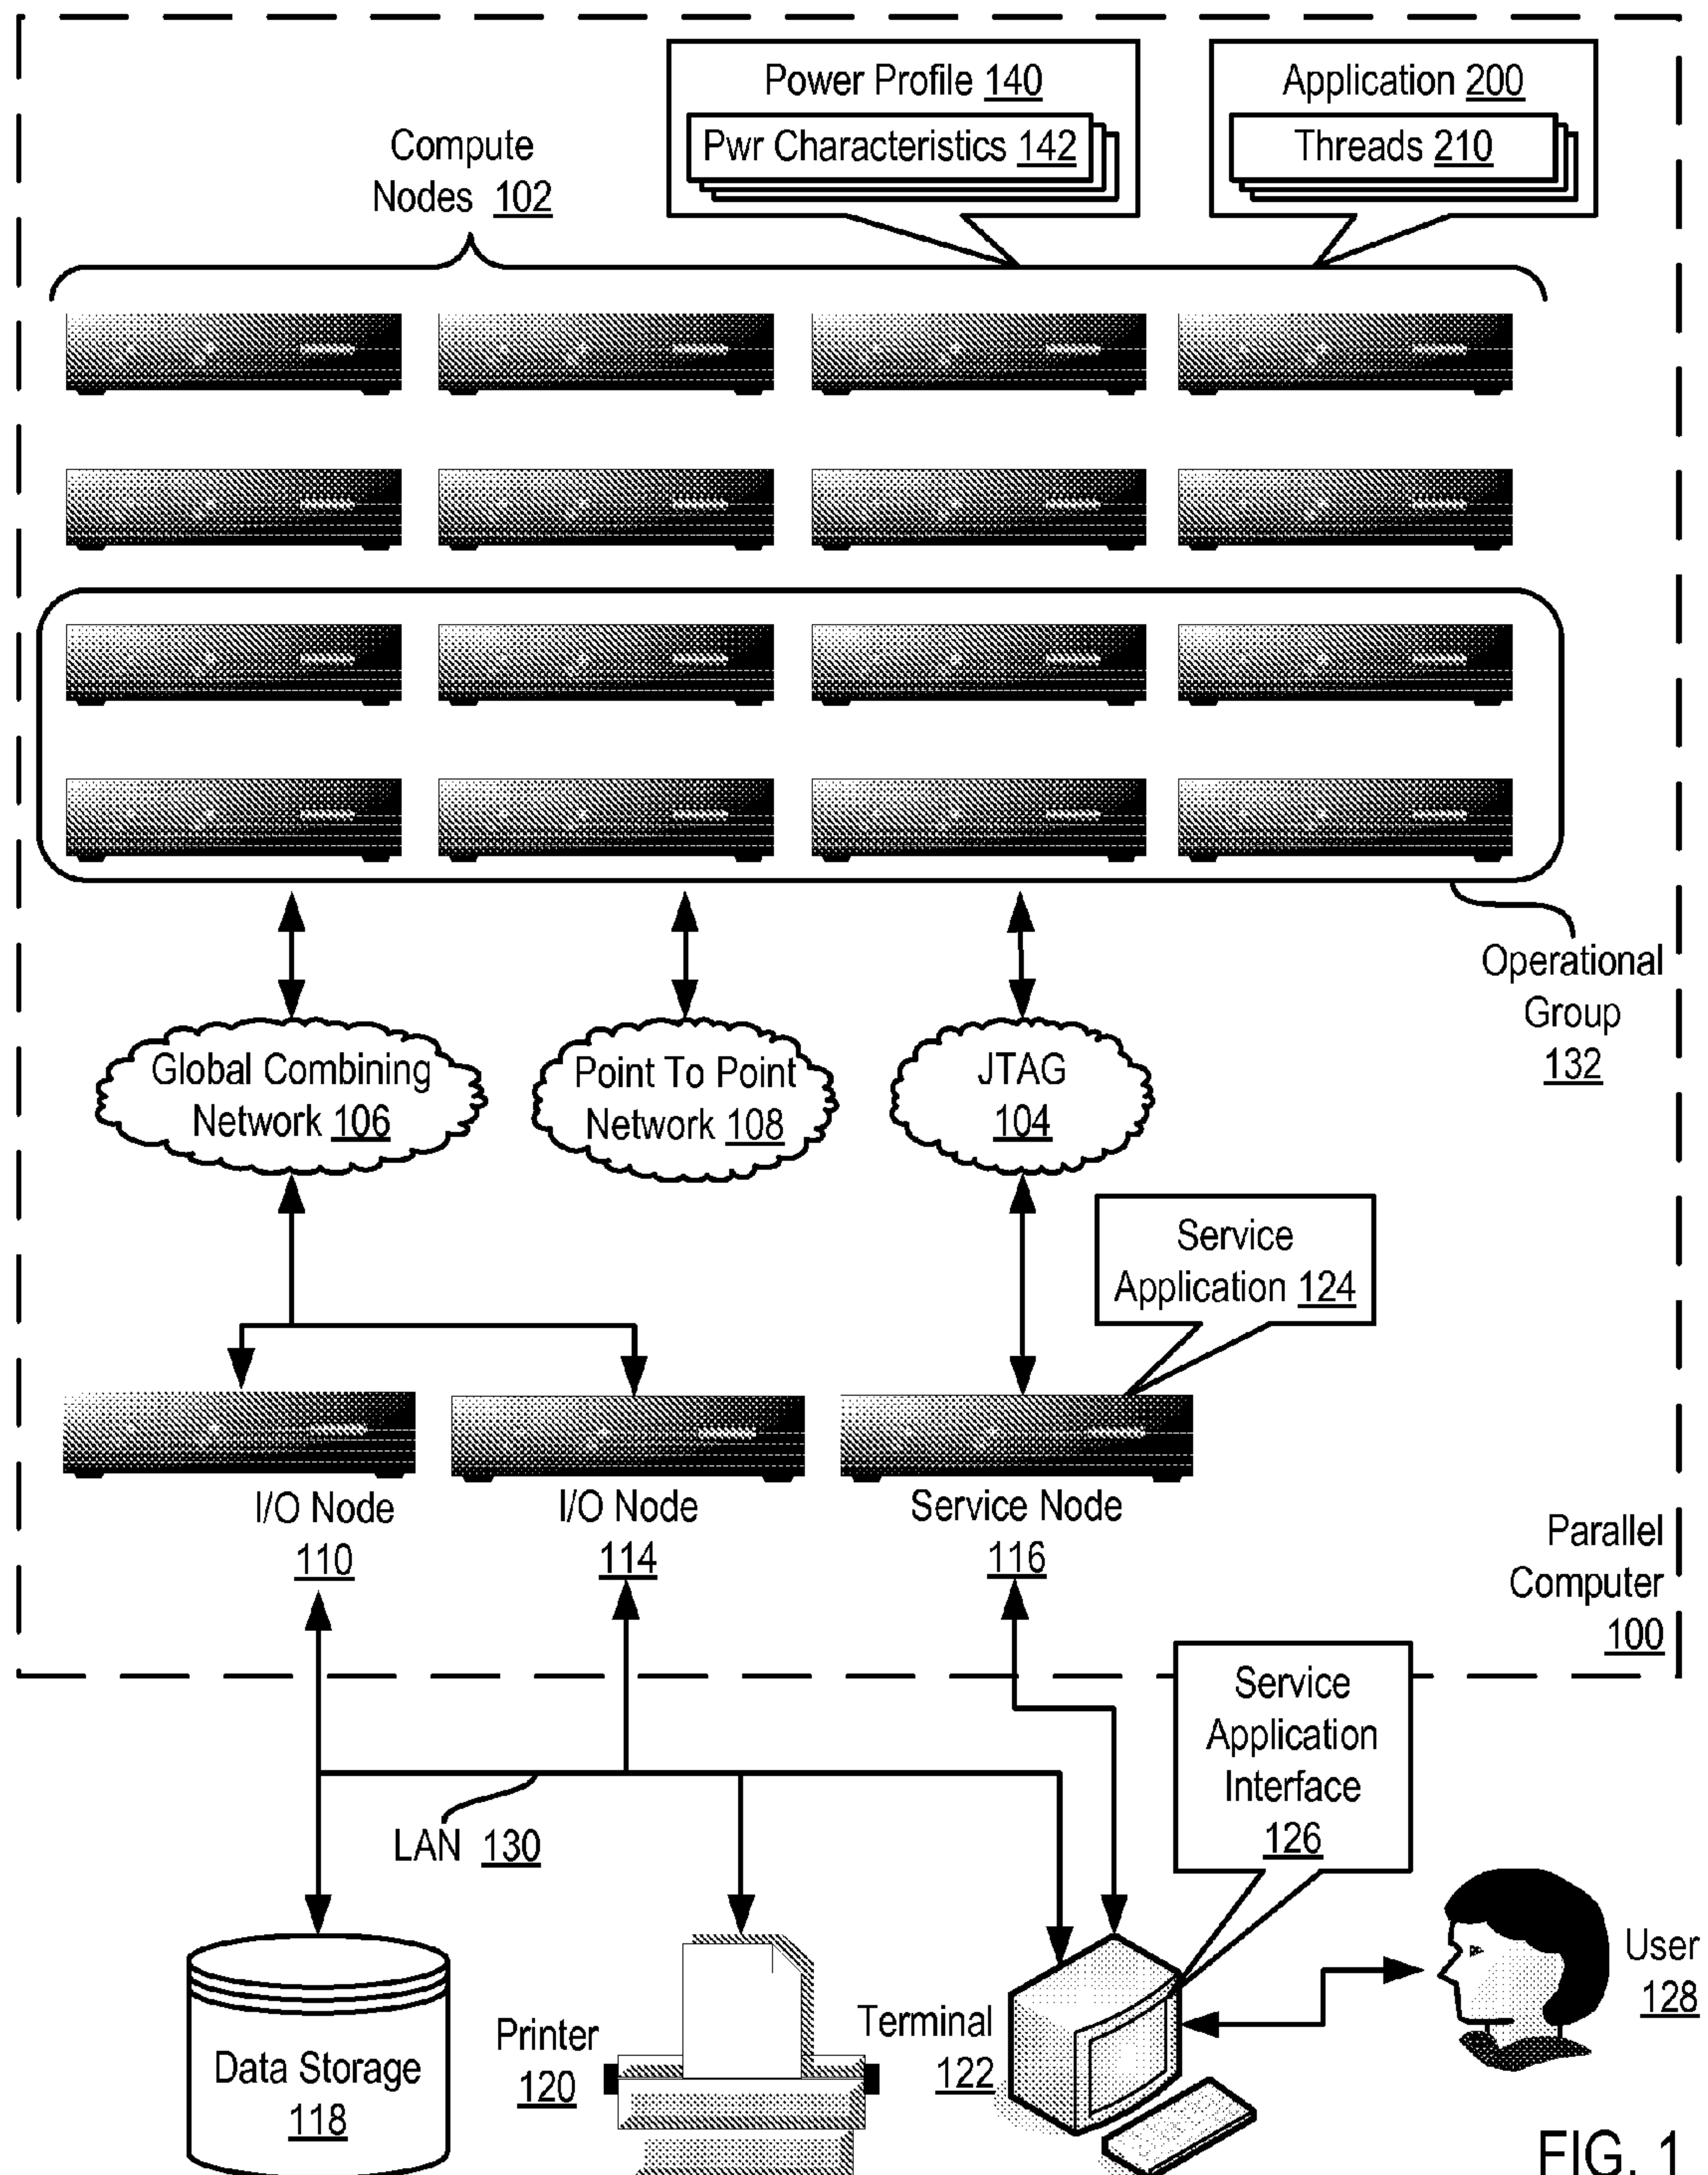 Power Profile 140
Pwr Characteristics 142
Application 200
Threads 210
Compute
Nodes 102
Operational
Group
132
Global Combining
Network 106
Point To Point
Network 108
JTAG
104
Service
Application 124
I/O Node
110
I/O Node
114
Service Node
116
Parallel
Computer
100
Service
Application
Interface
126
LAN 130
Data Storage
118
Printer
120
Terminal
122
User
128
FIG. 1